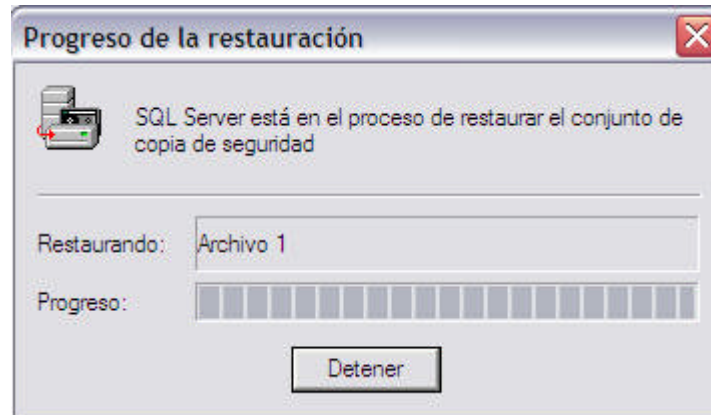 Progreso de la restauración
SQL Server está en el proceso de restaurar el conjunto de
copia de seguridad
Restaurando: Archivo 1
Progreso:
Detener